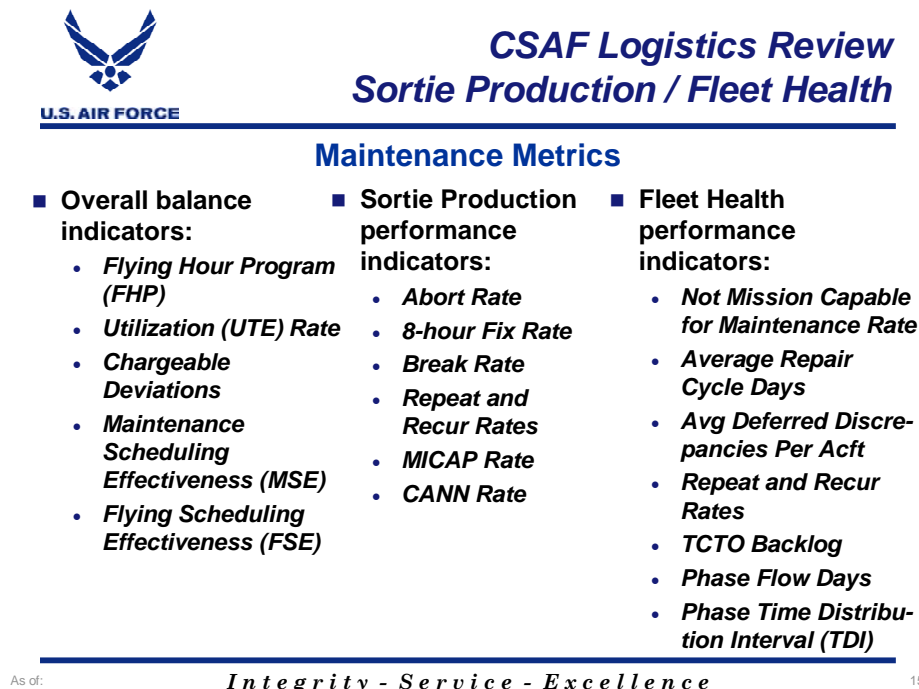 CSAF Logistics Review
Sortie Production / Fleet Health
U.S. AIR FORCE
Maintenance Metrics
Overall balance
indicators:
Flying Hour Program
(FHP)
Utilization (UTE) Rate
Chargeable
Deviations
Maintenance
Scheduling
Effectiveness (MSE)
Flying Scheduling
Effectiveness (FSE)
Sortie Production
performance
indicators:
Abort Rate
8-hour Fix Rate
Break Rate
Repeat and
Recur Rates
MICAP Rate
CANN Rate
Fleet Health
performance
indicators:
Not Mission Capable
for Maintenance Rate
Average Repair
Cycle Days
Avg Deferred Discre-
pancies Per Acft
Repeat and Recur
Rates
TCTO Backlog
Phase Flow Days
Phase Time Distribu-
tion Interval (TDI)
As of:
Integrity - Service - Excellence
15